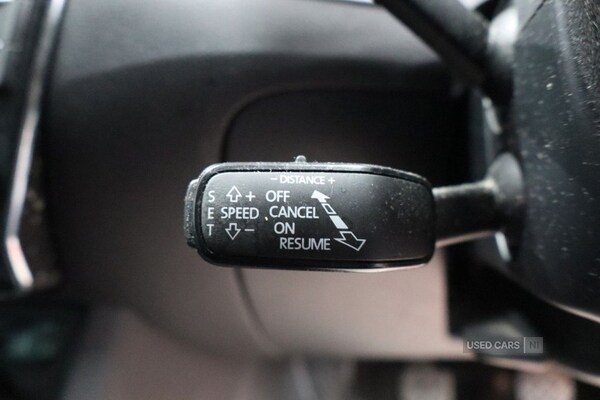 - DISTANCE +
S + OFF
E SPEED CANCEL
T - ON
RESUME
USED CARS NI